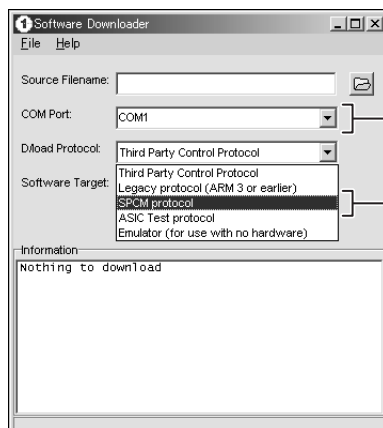 1 Software Downloader
File Help
Source Filename:
COM Port: COM1
D/load Protocol: Third Party Control Protocol
Third Party Control Protocol
Software Target: Legacy protocol (ARM 3 or earlier)
SPCM protocol
ASIC Test protocol
Emulator (for use with no hardware)
Information
Nothing to download